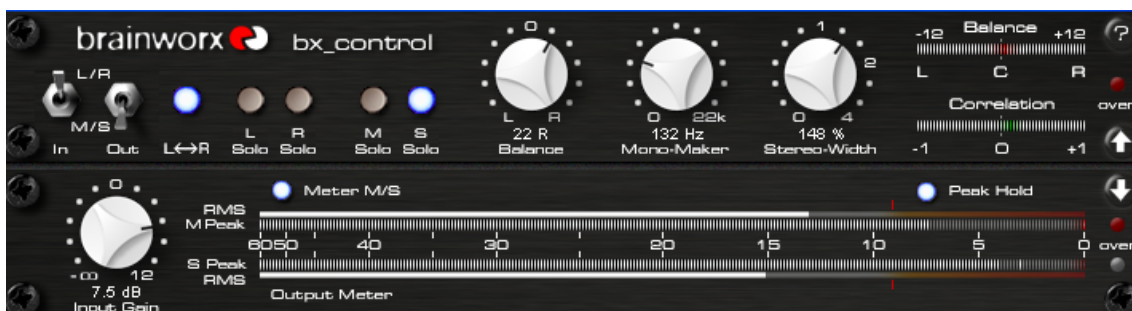 brainworx bx_control
L/R
M/S
In Out
L↔R
L Solo
R Solo
M Solo
S Solo
0
L R
22 R
Balance
0 22k
132 Hz
Mono-Maker
1
2
0 4
148 %
Stereo-Width
Balance
-12 +12
L C R
Correlation
-1 0 +1
?
over
0
-∞ 12
7.5 dB
Input Gain
Meter M/S
Peak Hold
RMS
M Peak
60 50 40 30 20 15 10 5 0
S Peak
RMS
Output Meter
over